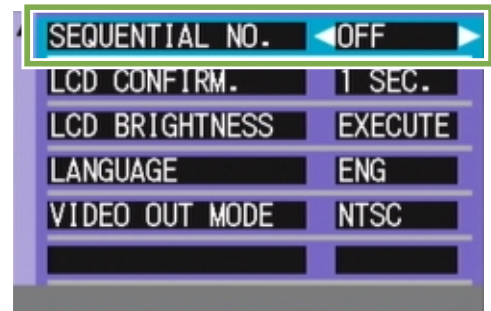 SEQUENTIAL NO. OFF
LCD CONFIRM. 1 SEC.
LCD BRIGHTNESS EXECUTE
LANGUAGE ENG
VIDEO OUT MODE NTSC